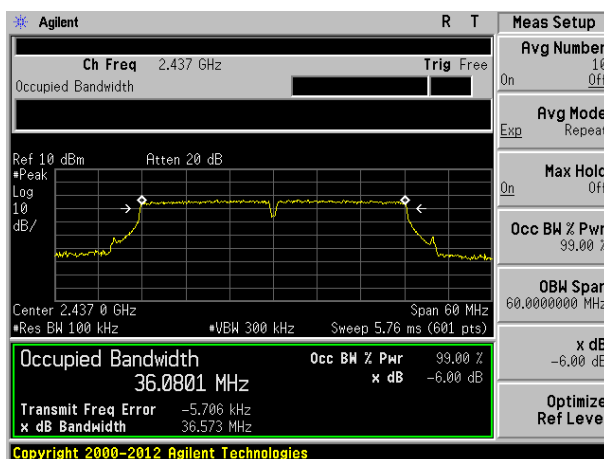 Agilent R T
Meas Setup
Ch Freq 2.437 GHz Trig Free
Occupied Bandwidth
Avg Number
10
On Off
Avg Mode
Exp Repeat
Max Hold
On Off
Occ BW % Pwr
99.00 %
OBW Span
60.0000000 MHz
x dB
-6.00 dB
Optimize
Ref Level
Ref 10 dBm Atten 20 dB
#Peak
Log
10
dB/
Center 2.437 0 GHz Span 60 MHz
#Res BW 100 kHz #VBW 300 kHz Sweep 5.76 ms (601 pts)
Occupied Bandwidth Occ BW % Pwr 99.00 %
36.0801 MHz x dB -6.00 dB
Transmit Freq Error -5.706 kHz
x dB Bandwidth 36.573 MHz
Copyright 2000-2012 Agilent Technologies